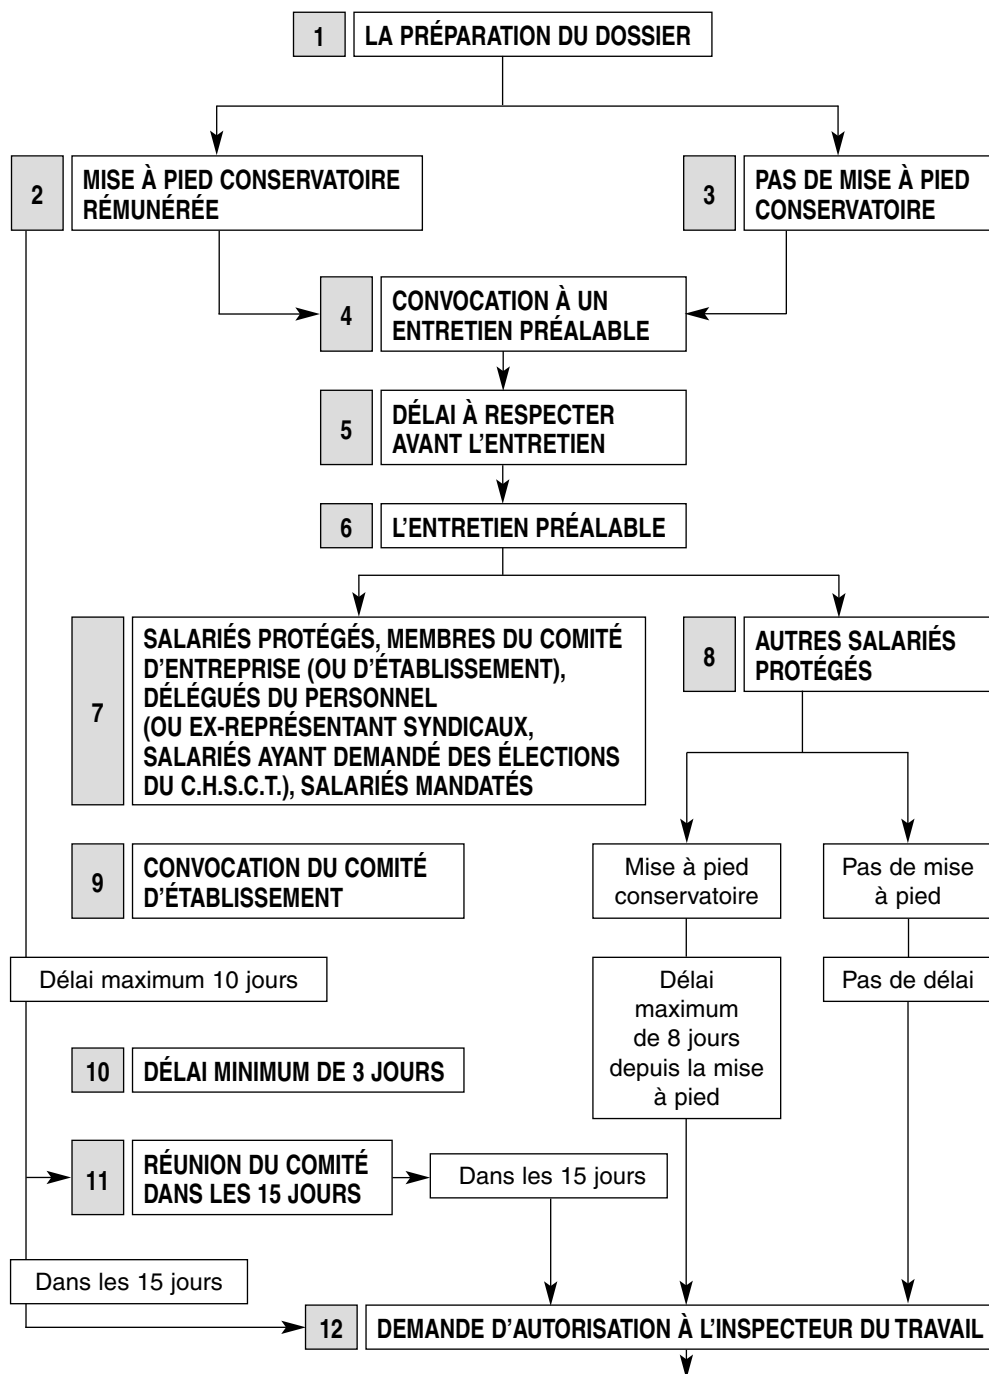 1 LA PRÉPARATION DU DOSSIER
2 MISE À PIED CONSERVATOIRE
RÉMUNÉRÉE
3 PAS DE MISE À PIED
CONSERVATOIRE
4 CONVOCATION À UN
ENTRETIEN PRÉALABLE
5 DÉLAI À RESPECTER
AVANT L'ENTRETIEN
6 L'ENTRETIEN PRÉALABLE
7 SALARIÉS PROTÉGÉS, MEMBRES DU COMITÉ
D'ENTREPRISE (OU D'ÉTABLISSEMENT),
DÉLÉGUÉS DU PERSONNEL
(OU EX-REPRÉSENTANT SYNDICAUX,
SALARIÉS AYANT DEMANDÉ DES ÉLECTIONS
DU C.H.S.C.T.), SALARIÉS MANDATÉS
8 AUTRES SALARIÉS
PROTÉGÉS
9 CONVOCATION DU COMITÉ
D'ÉTABLISSEMENT
Mise à pied
conservatoire
Pas de mise
à pied
Délai maximum 10 jours
Délai
maximum
de 8 jours
depuis la mise
à pied
Pas de délai
10 DÉLAI MINIMUM DE 3 JOURS
11 RÉUNION DU COMITÉ
DANS LES 15 JOURS
Dans les 15 jours
Dans les 15 jours
12 DEMANDE D'AUTORISATION À L'INSPECTEUR DU TRAVAIL